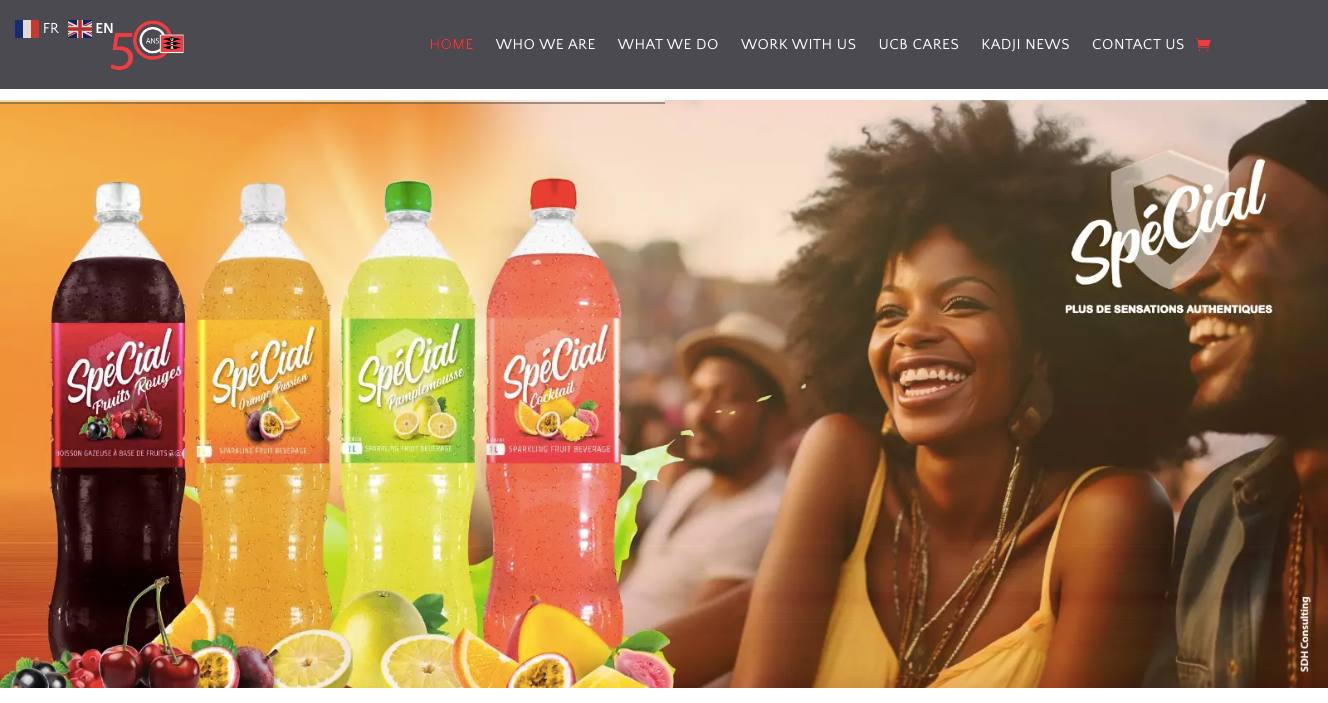 FR EN
50 ANS
HOME WHO WE ARE WHAT WE DO WORK WITH US UCB CARES KADJI NEWS CONTACT US
SpéCial
PLUS DE SENSATIONS AUTHENTIQUES
SpéCial
Fruits Rouges
BOISSON GAZEUSE À BASE DE FRUITS
SpéCial
Orange Passion
SPARKLING FRUIT BEVERAGE
SpéCial
Pamplemousse
1L SPARKLING FRUIT BEVERAGE
SpéCial
Cocktail
1L SPARKLING FRUIT BEVERAGE
SDH Consulting